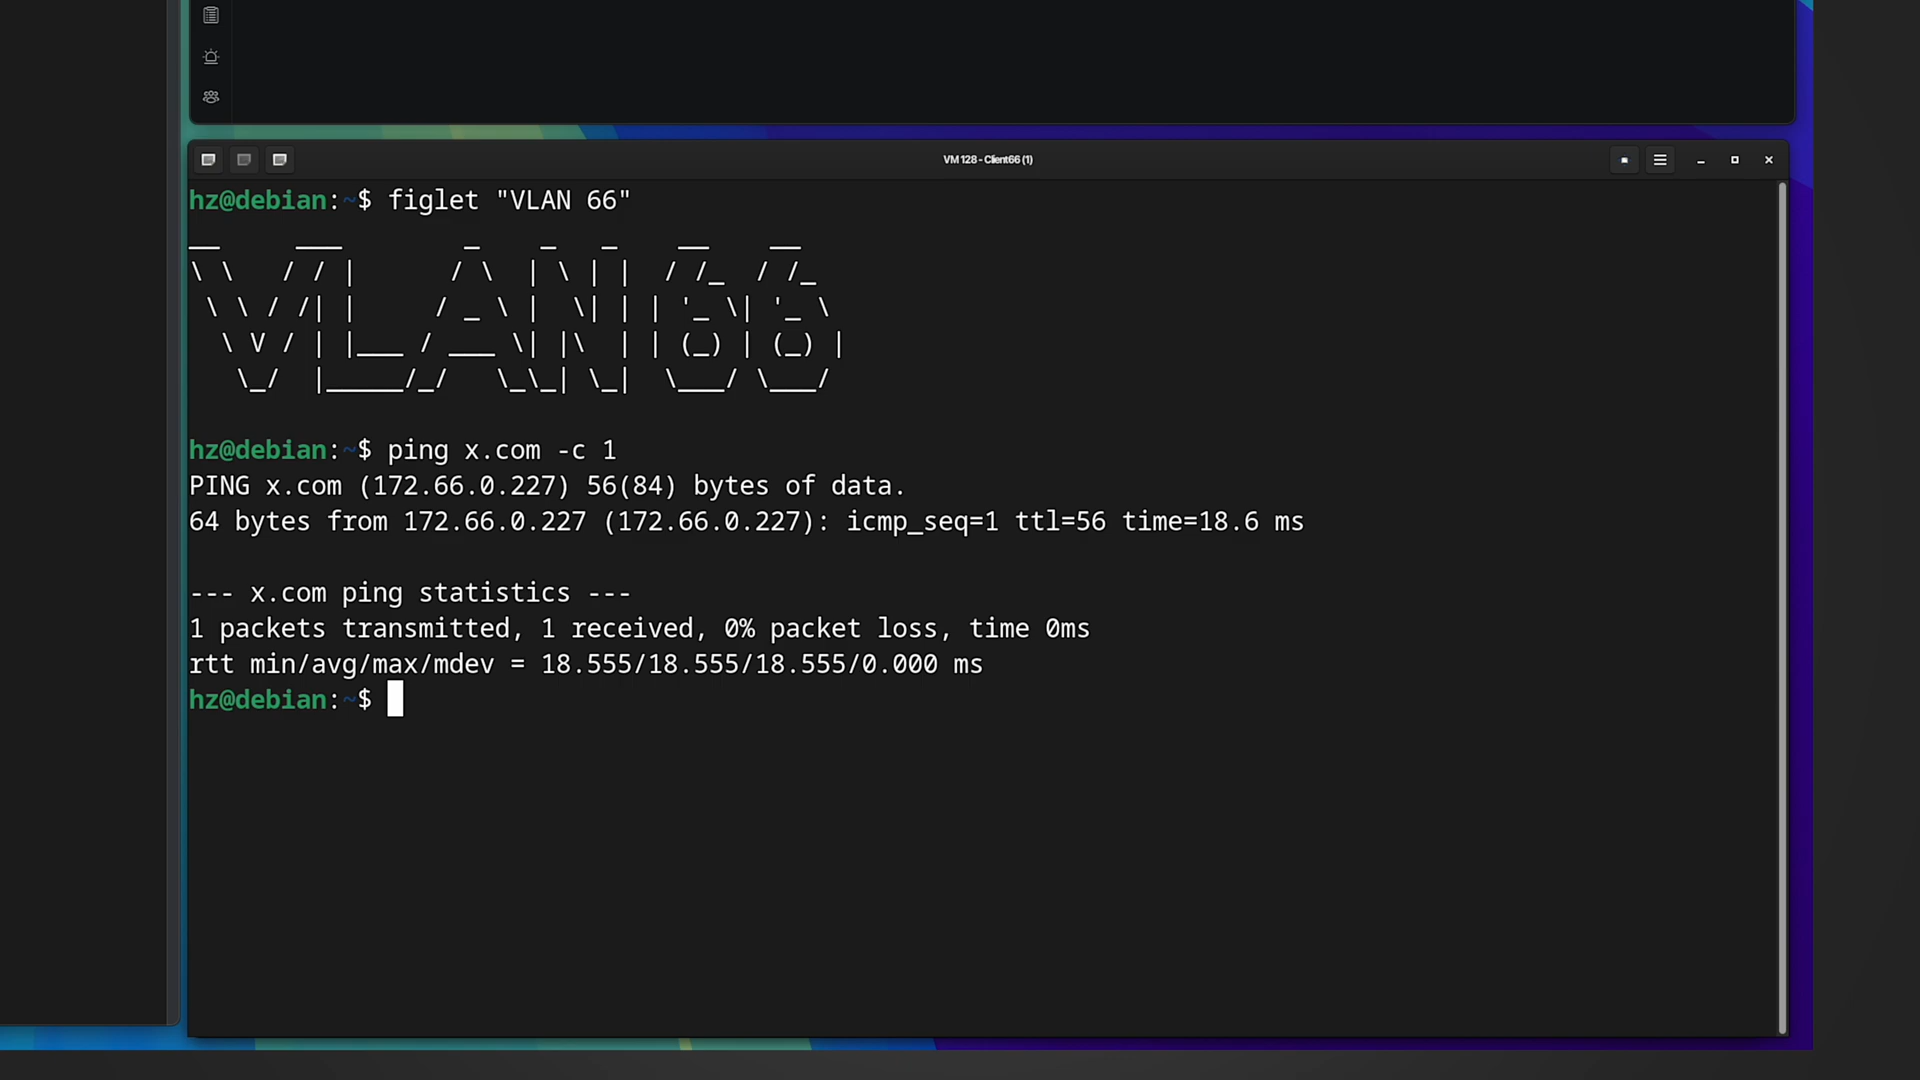 VM 128 - Client66 (1)
hz@debian:~$ figlet "VLAN 66"
__     ___        _    _   _    __    __
\ \   / / |      / \  | \ | |  / /_  / /_
 \ \ / /| |     / _ \ |  \| | | '_ \| '_ \
  \ V / | |___ / ___ \| |\  | | (_) | (_) |
   \_/  |_____/_/   \_\_| \_|  \___/ \___/
hz@debian:~$ ping x.com -c 1
PING x.com (172.66.0.227) 56(84) bytes of data.
64 bytes from 172.66.0.227 (172.66.0.227): icmp_seq=1 ttl=56 time=18.6 ms
--- x.com ping statistics ---
1 packets transmitted, 1 received, 0% packet loss, time 0ms
rtt min/avg/max/mdev = 18.555/18.555/18.555/0.000 ms
hz@debian:~$